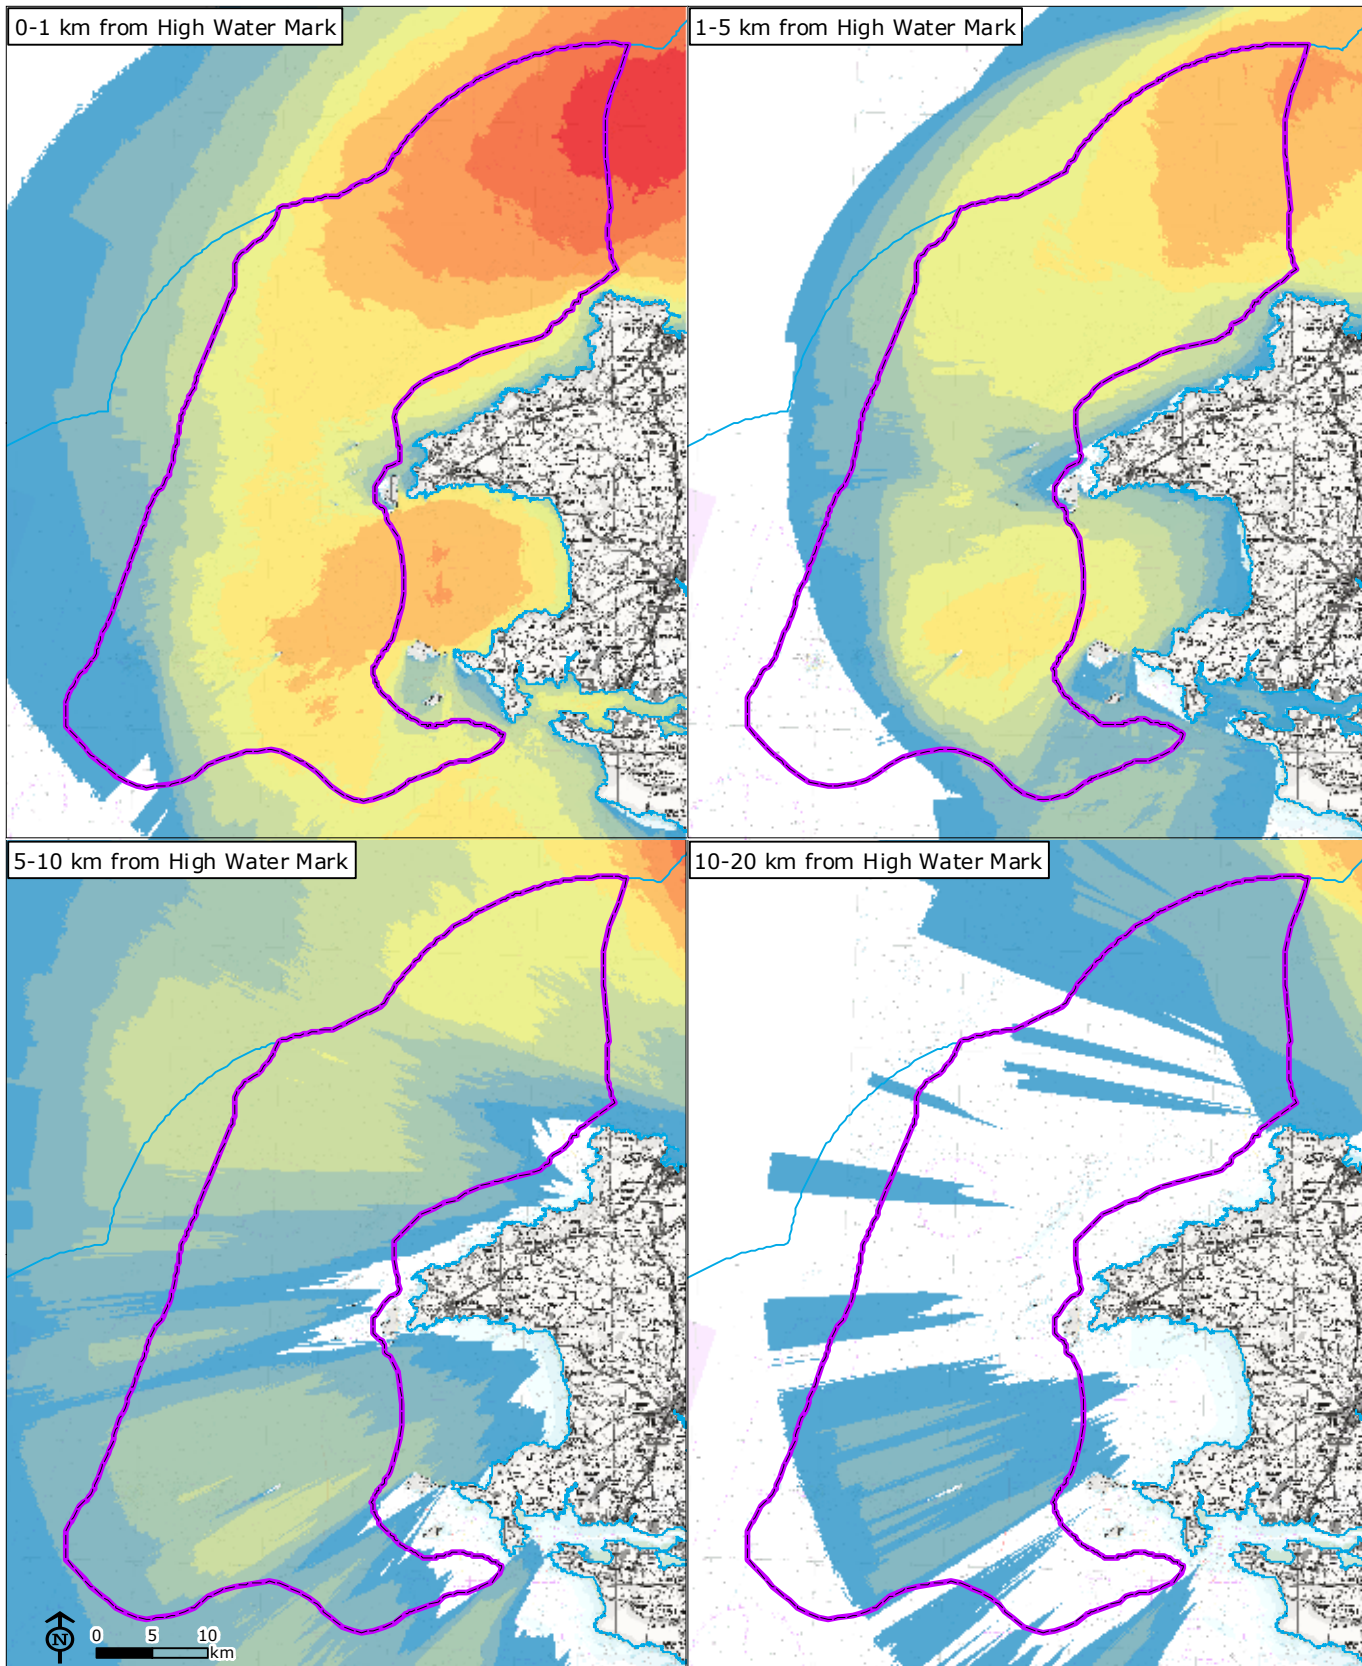 0-1 km from High Water Mark
1-5 km from High Water Mark
5-10 km from High Water Mark
10-20 km from High Water Mark
N
0 5 10
km